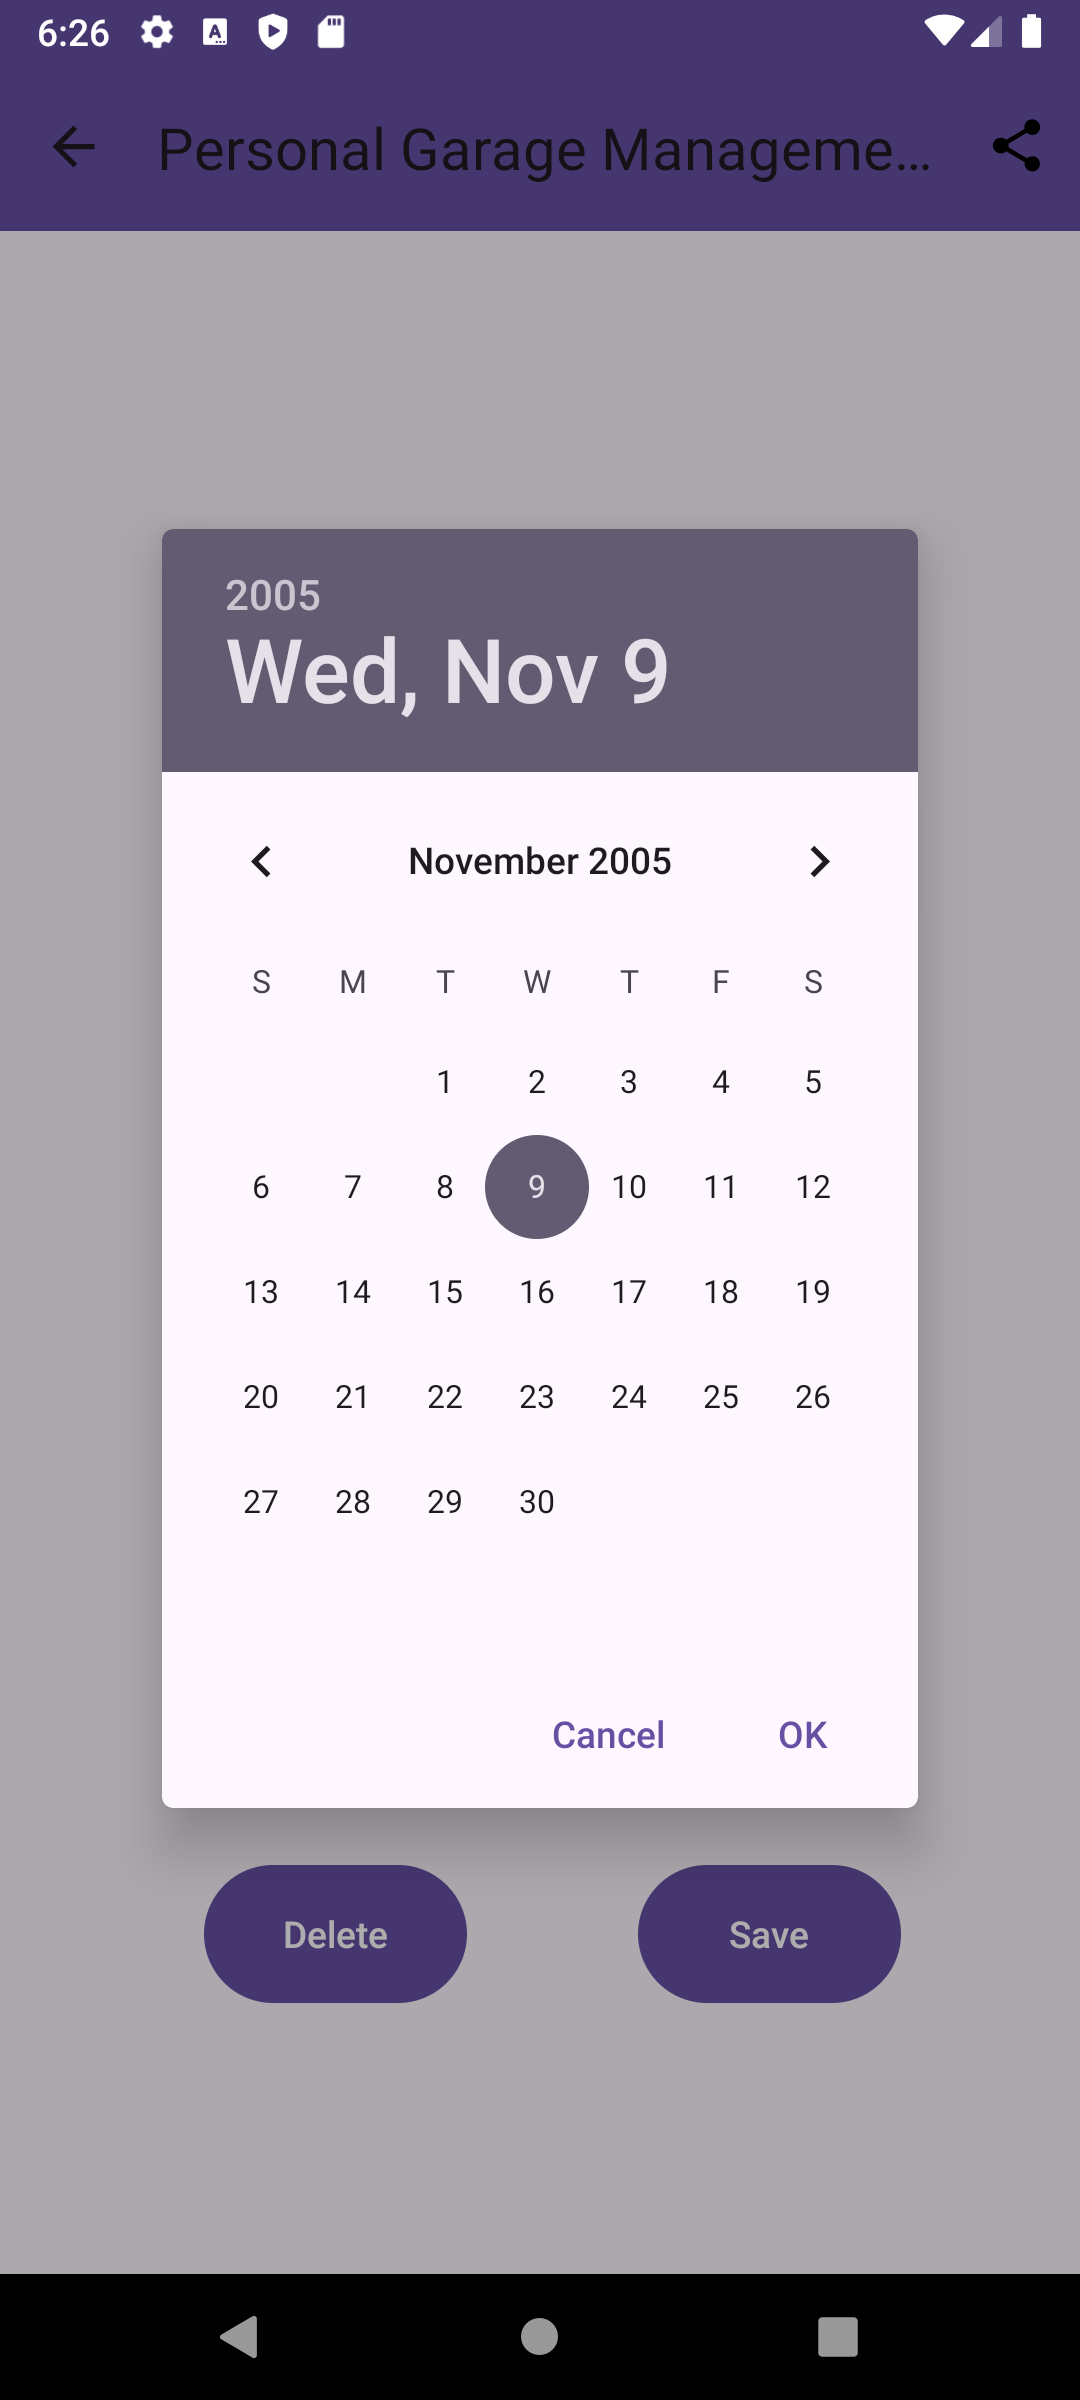 6:26
Personal Garage Manageme...
2005
Wed, Nov 9
November 2005
S M T W T F S
1 2 3 4 5
6 7 8 9 10 11 12
13 14 15 16 17 18 19
20 21 22 23 24 25 26
27 28 29 30
Cancel OK
Delete Save